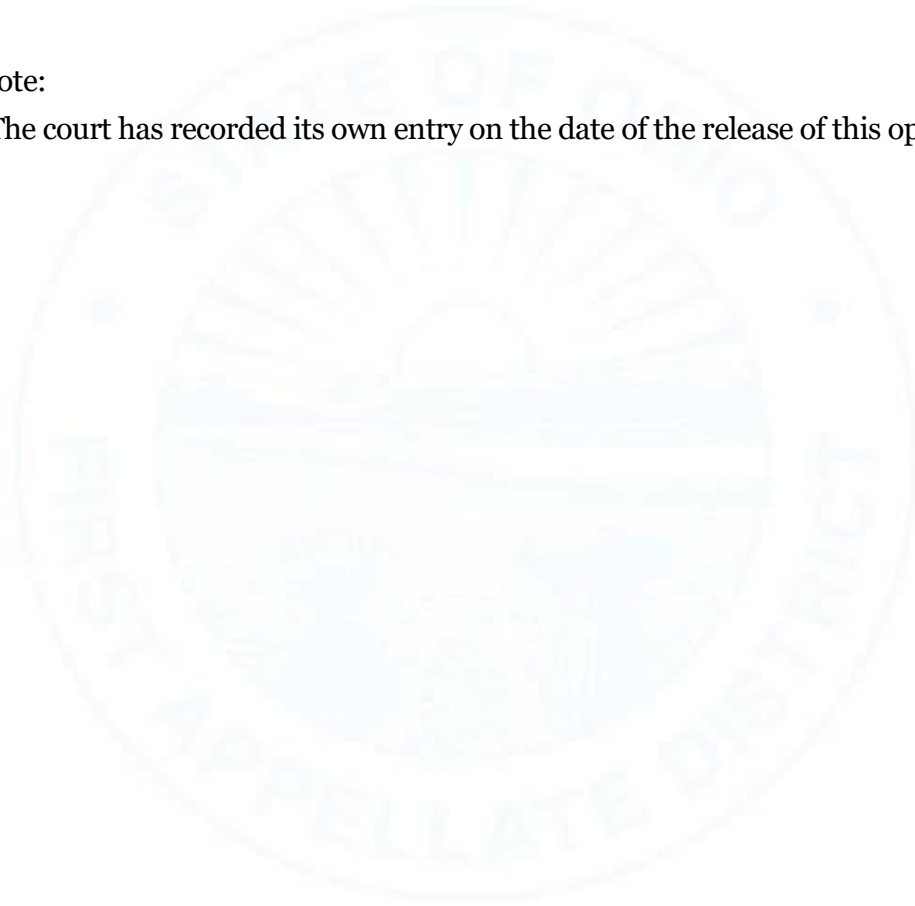 ote:
The court has recorded its own entry on the date of the release of this op
STATE OF OHIO
FIRST APPELLATE DISTRICT